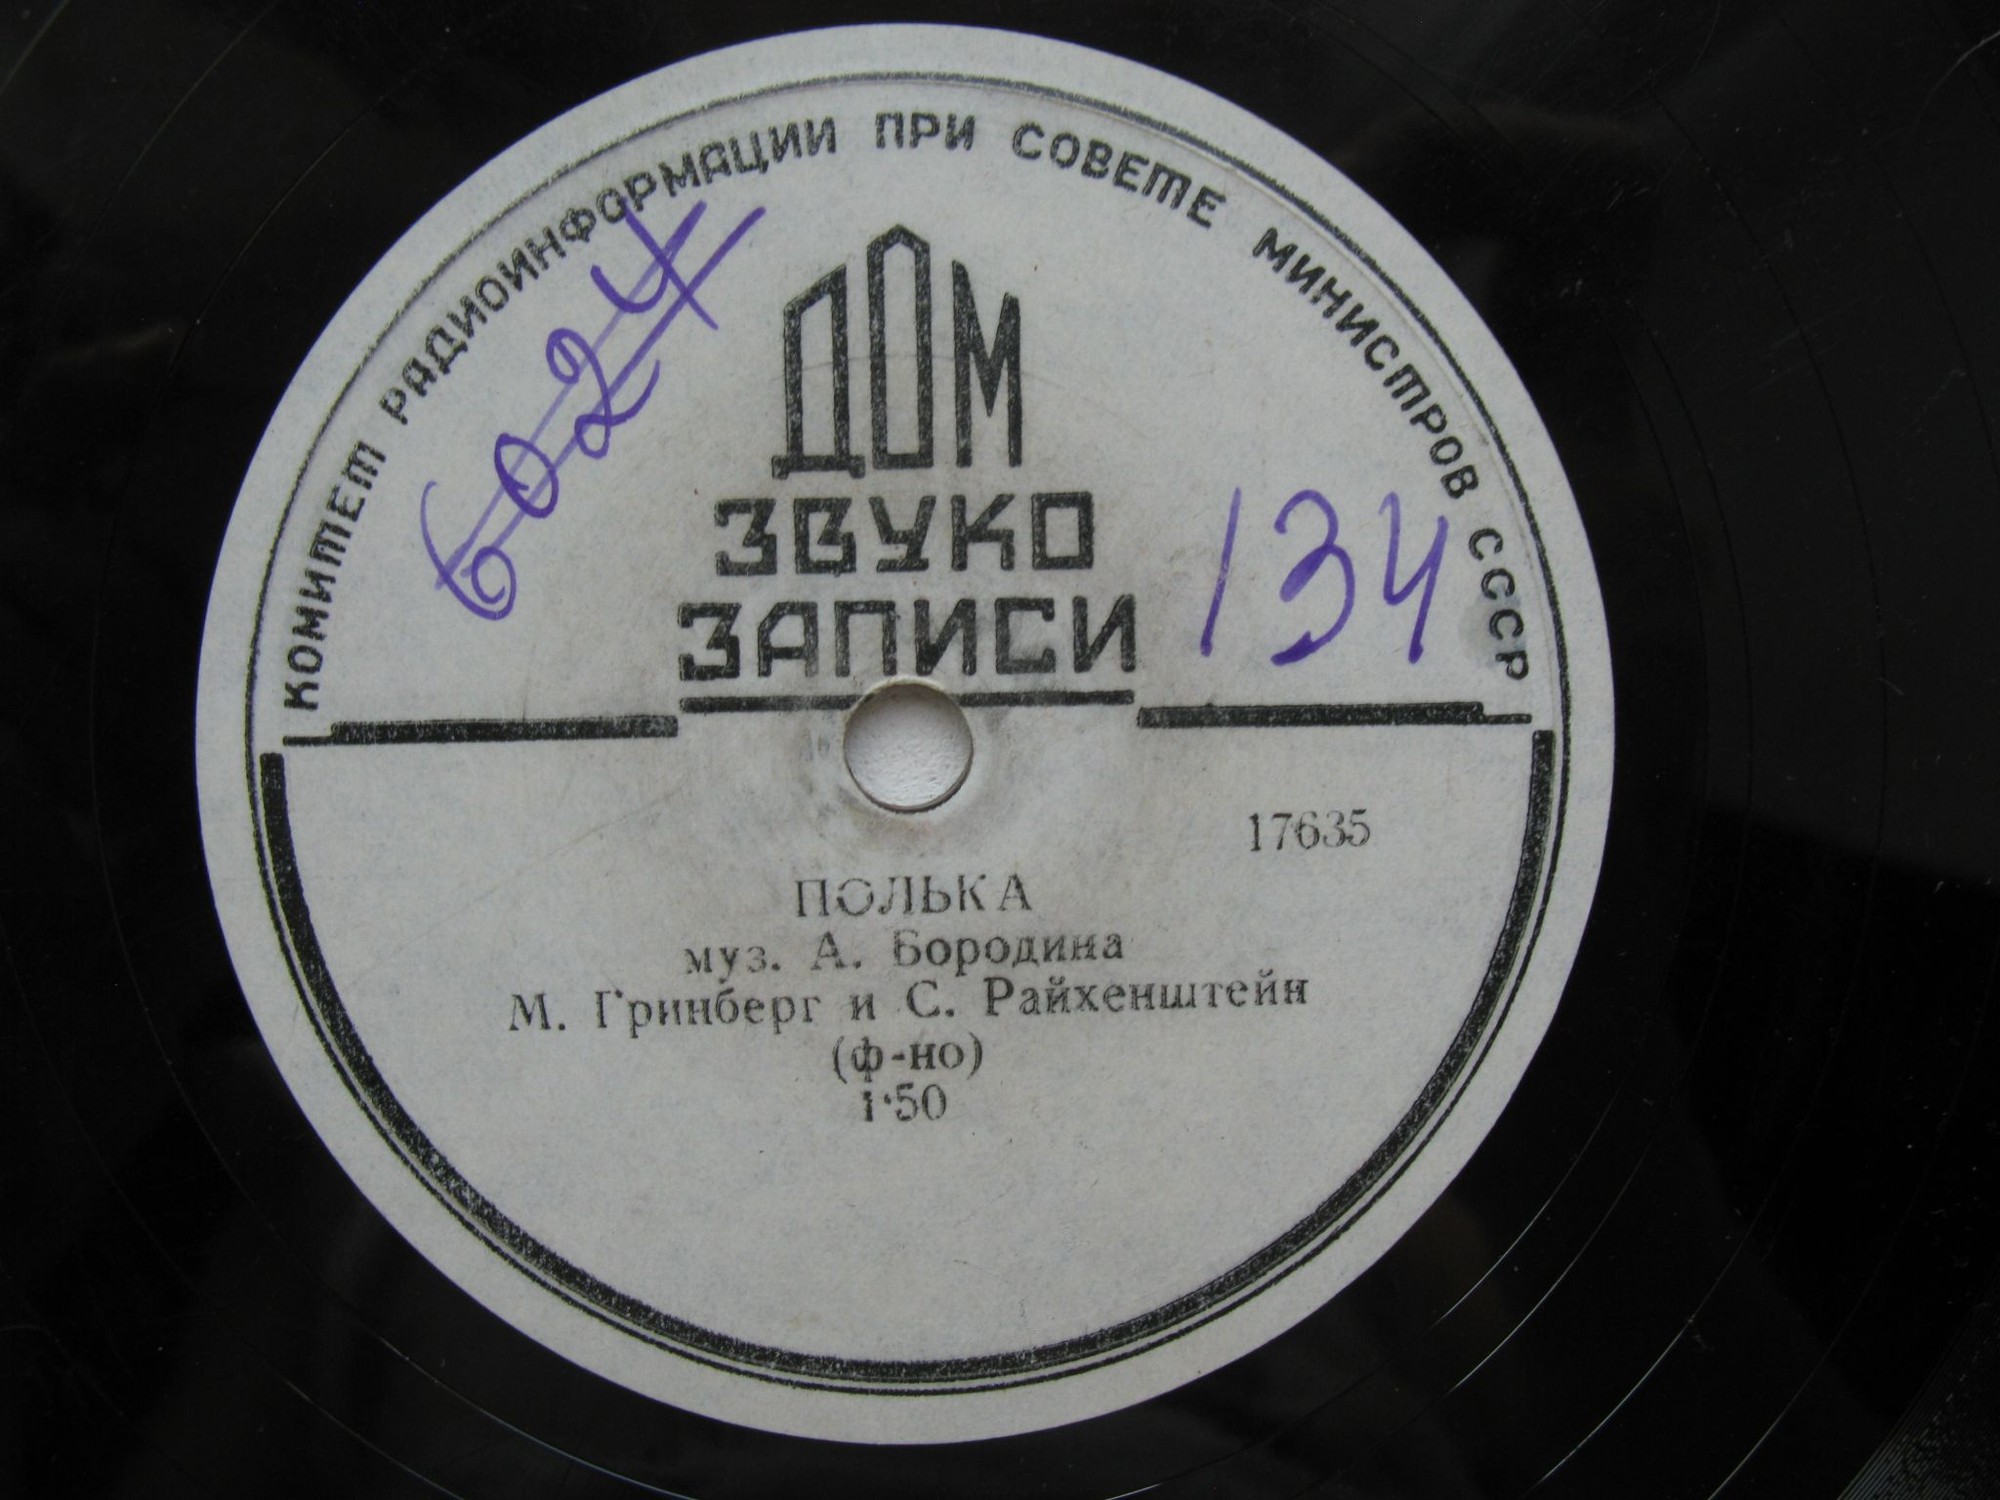 КОМИТЕТ РАДИОИНФОРМАЦИИ ПРИ СОВЕТЕ МИНИСТРОВ СССР
6024
ДОМ
ЗВУКО
ЗАПИСИ
134
17635
ПОЛЬКА
муз. А. Бородина
М. Гринберг и С. Райхенштейн
(ф-но)
1·50